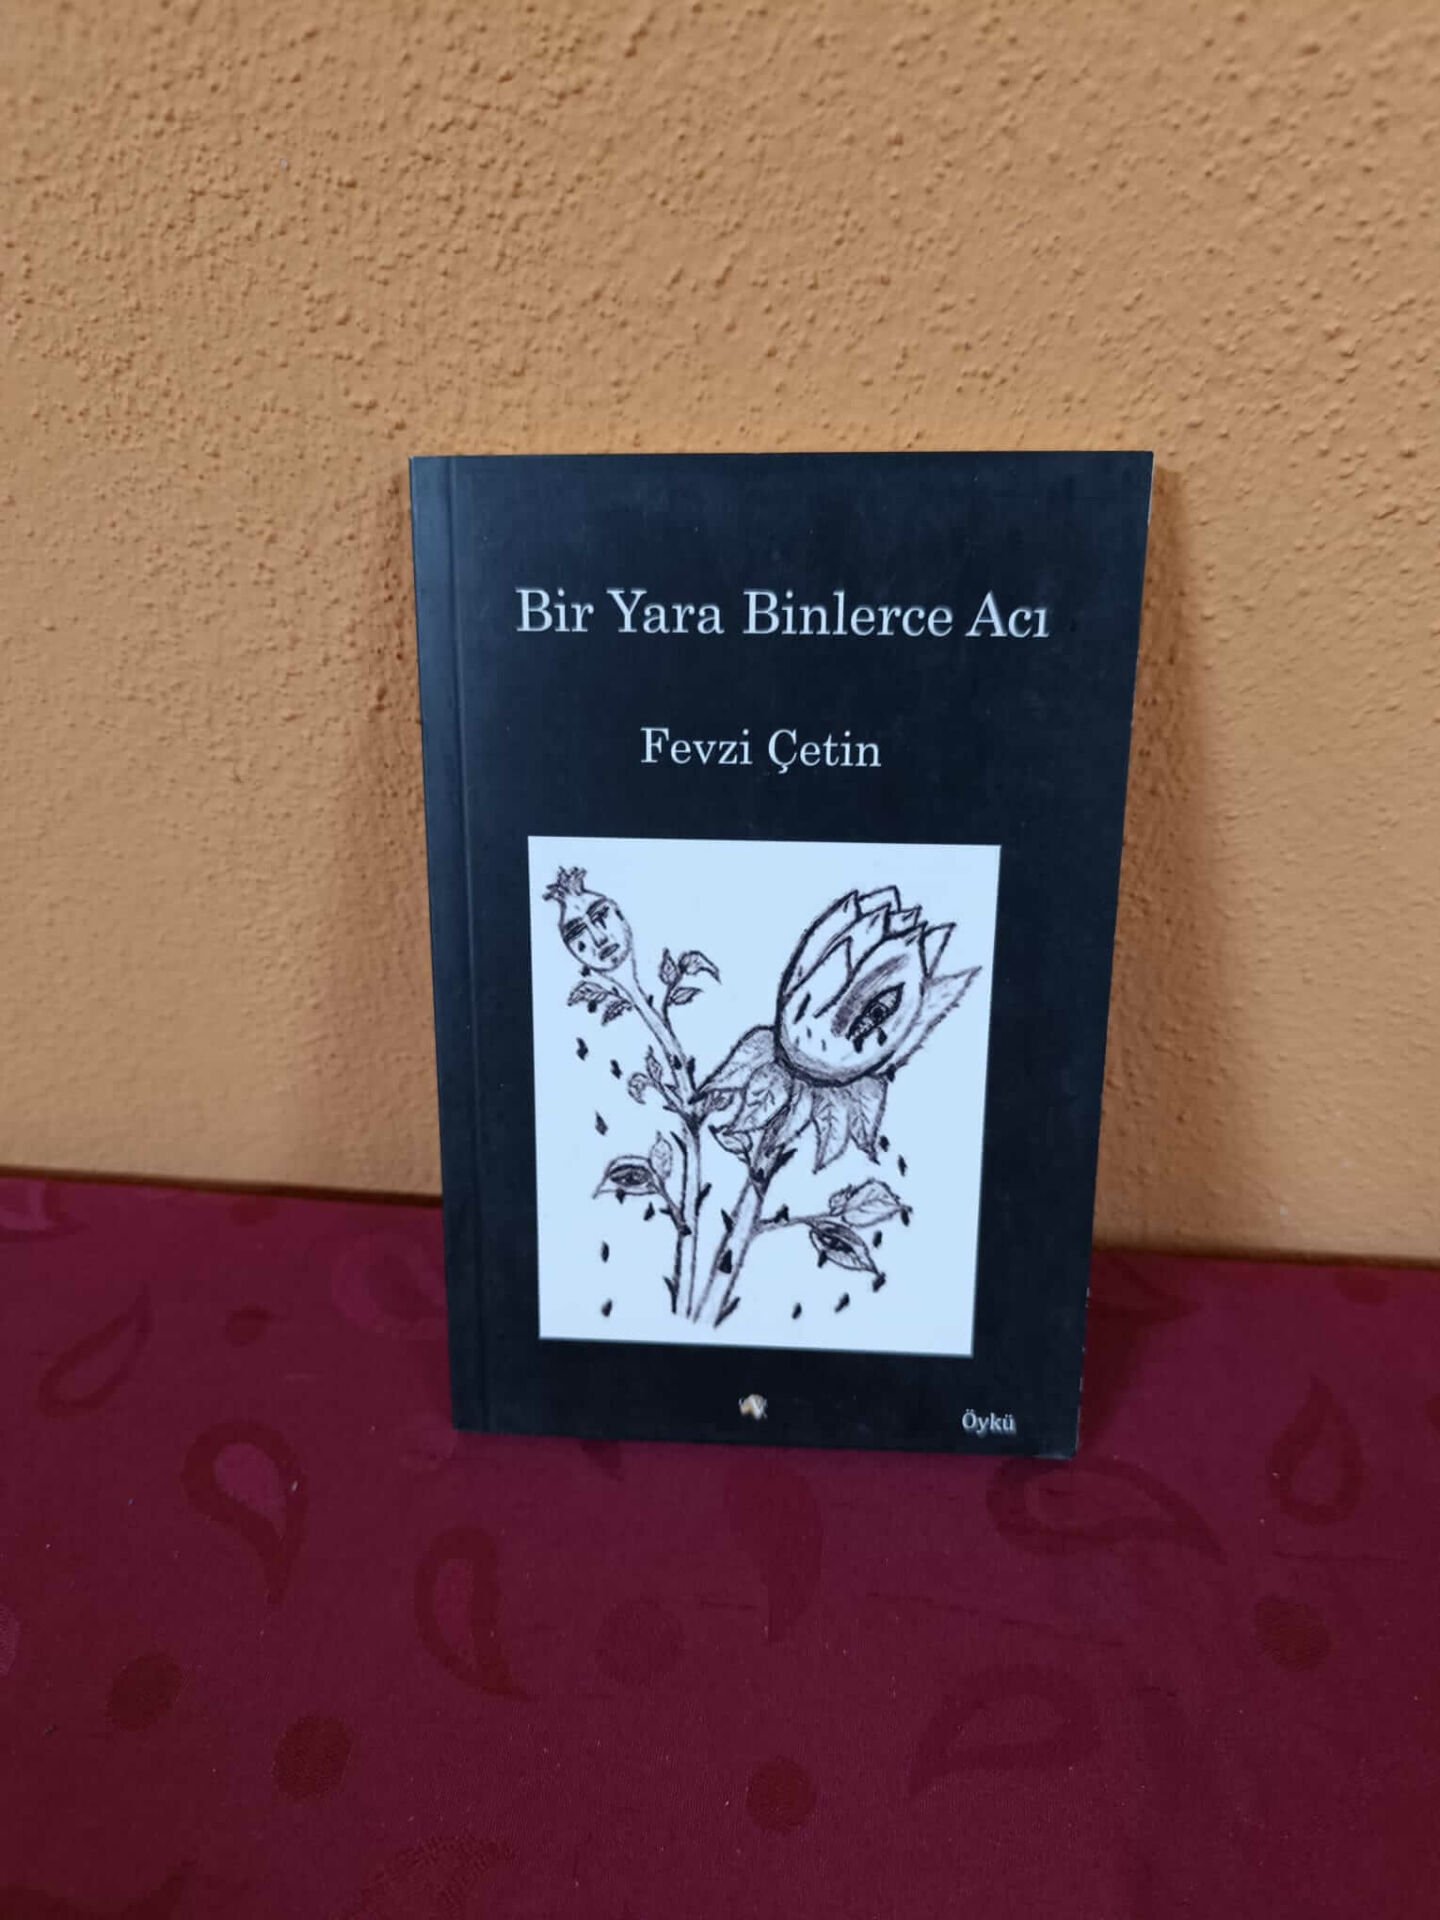 Bir Yara Binlerce Acı
Fevzi Çetin
Öykü